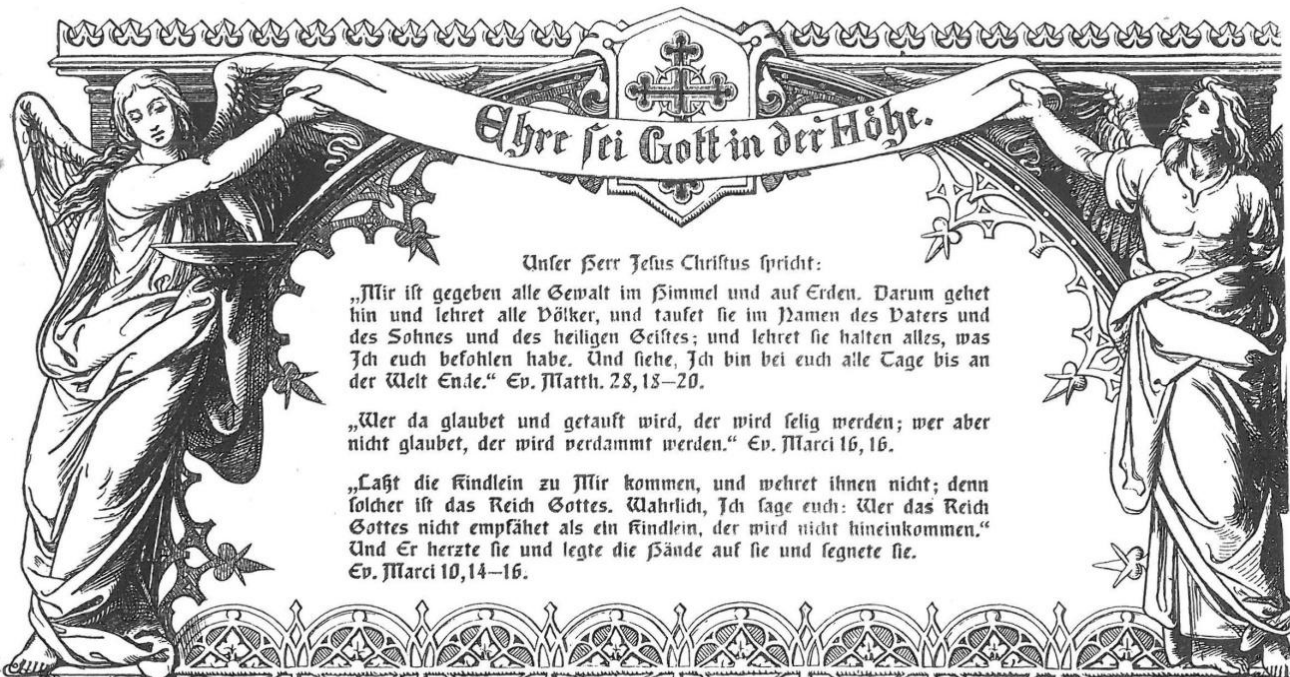 Ehre sei Gott in der Höhe.
Unser Herr Jesus Christus spricht:
„Mir ist gegeben alle Gewalt im Himmel und auf Erden. Darum gehet
hin und lehret alle Völker, und taufet sie im Namen des Vaters und
des Sohnes und des heiligen Geistes; und lehret sie halten alles, was
Ich euch befohlen habe. Und siehe, Ich bin bei euch alle Tage bis an
der Welt Ende.“ Ev. Matth. 28, 18–20.
„Wer da glaubet und getauft wird, der wird selig werden; wer aber
nicht glaubet, der wird verdammt werden.“ Ev. Marci 16, 16.
„Laßt die Kindlein zu Mir kommen, und wehret ihnen nicht; denn
solcher ist das Reich Gottes. Wahrlich, Ich sage euch: Wer das Reich
Gottes nicht empfähet als ein Kindlein, der wird nicht hineinkommen.“
Und Er herzte sie und legte die Hände auf sie und segnete sie.
Ev. Marci 10, 14–16.